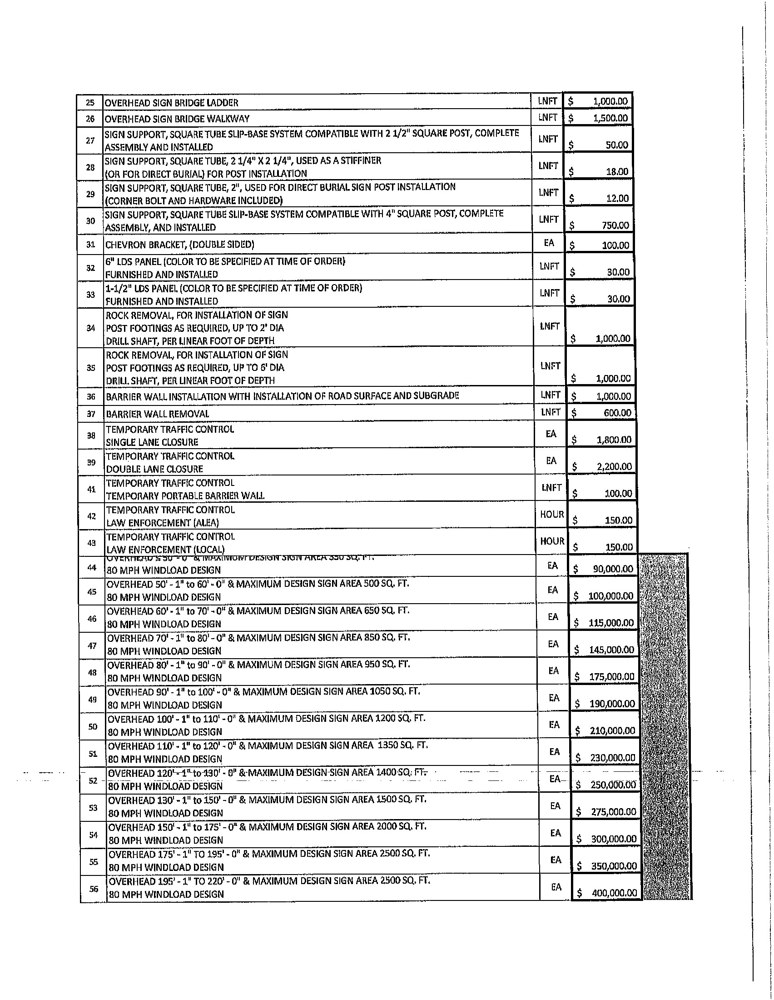 25 OVERHEAD SIGN BRIDGE LADDER LNFT $ 1,000.00
26 OVERHEAD SIGN BRIDGE WALKWAY LNFT $ 1,500.00
27 SIGN SUPPORT, SQUARE TUBE SLIP-BASE SYSTEM COMPATIBLE WITH 2 1/2" SQUARE POST, COMPLETE
ASSEMBLY AND INSTALLED LNFT $ 50.00
28 SIGN SUPPORT, SQUARE TUBE, 2 1/4" X 2 1/4", USED AS A STIFFINER
(OR FOR DIRECT BURIAL) FOR POST INSTALLATION LNFT $ 18.00
29 SIGN SUPPORT, SQUARE TUBE, 2", USED FOR DIRECT BURIAL SIGN POST INSTALLATION
(CORNER BOLT AND HARDWARE INCLUDED) LNFT $ 12.00
30 SIGN SUPPORT, SQUARE TUBE SLIP-BASE SYSTEM COMPATIBLE WITH 4" SQUARE POST, COMPLETE
ASSEMBLY, AND INSTALLED LNFT $ 750.00
31 CHEVRON BRACKET, (DOUBLE SIDED) EA $ 100.00
32 6" LDS PANEL (COLOR TO BE SPECIFIED AT TIME OF ORDER)
FURNISHED AND INSTALLED LNFT $ 30.00
33 1-1/2" LDS PANEL (COLOR TO BE SPECIFIED AT TIME OF ORDER)
FURNISHED AND INSTALLED LNFT $ 30.00
ROCK REMOVAL, FOR INSTALLATION OF SIGN
34 POST FOOTINGS AS REQUIRED, UP TO 2' DIA LNFT
DRILL SHAFT, PER LINEAR FOOT OF DEPTH $ 1,000.00
ROCK REMOVAL, FOR INSTALLATION OF SIGN
35 POST FOOTINGS AS REQUIRED, UP TO 6' DIA LNFT
DRILL SHAFT, PER LINEAR FOOT OF DEPTH $ 1,000.00
36 BARRIER WALL INSTALLATION WITH INSTALLATION OF ROAD SURFACE AND SUBGRADE LNFT $ 1,000.00
37 BARRIER WALL REMOVAL LNFT $ 600.00
38 TEMPORARY TRAFFIC CONTROL
SINGLE LANE CLOSURE EA $ 1,800.00
39 TEMPORARY TRAFFIC CONTROL
DOUBLE LANE CLOSURE EA $ 2,200.00
41 TEMPORARY TRAFFIC CONTROL
TEMPORARY PORTABLE BARRIER WALL LNFT $ 100.00
42 TEMPORARY TRAFFIC CONTROL
LAW ENFORCEMENT (ALEA) HOUR $ 150.00
43 TEMPORARY TRAFFIC CONTROL
LAW ENFORCEMENT (LOCAL) HOUR $ 150.00
44 OVERHEAD ≤ 50' - 0" & MAXIMUM DESIGN SIGN AREA 350 SQ. FT.
80 MPH WINDLOAD DESIGN EA $ 90,000.00
45 OVERHEAD 50' - 1" to 60' - 0" & MAXIMUM DESIGN SIGN AREA 500 SQ. FT.
80 MPH WINDLOAD DESIGN EA $ 100,000.00
46 OVERHEAD 60' - 1" to 70' - 0" & MAXIMUM DESIGN SIGN AREA 650 SQ. FT.
80 MPH WINDLOAD DESIGN EA $ 115,000.00
47 OVERHEAD 70' - 1" to 80' - 0" & MAXIMUM DESIGN SIGN AREA 850 SQ. FT.
80 MPH WINDLOAD DESIGN EA $ 145,000.00
48 OVERHEAD 80' - 1" to 90' - 0" & MAXIMUM DESIGN SIGN AREA 950 SQ. FT.
80 MPH WINDLOAD DESIGN EA $ 175,000.00
49 OVERHEAD 90' - 1" to 100' - 0" & MAXIMUM DESIGN SIGN AREA 1050 SQ. FT.
80 MPH WINDLOAD DESIGN EA $ 190,000.00
50 OVERHEAD 100' - 1" to 110' - 0" & MAXIMUM DESIGN SIGN AREA 1200 SQ. FT.
80 MPH WINDLOAD DESIGN EA $ 210,000.00
51 OVERHEAD 110' - 1" to 120' - 0" & MAXIMUM DESIGN SIGN AREA 1350 SQ. FT.
80 MPH WINDLOAD DESIGN EA $ 230,000.00
52 OVERHEAD 120' - 1" to 130' - 0" & MAXIMUM DESIGN SIGN AREA 1400 SQ. FT.
80 MPH WINDLOAD DESIGN EA $ 250,000.00
53 OVERHEAD 130' - 1" to 150' - 0" & MAXIMUM DESIGN SIGN AREA 1500 SQ. FT.
80 MPH WINDLOAD DESIGN EA $ 275,000.00
54 OVERHEAD 150' - 1" to 175' - 0" & MAXIMUM DESIGN SIGN AREA 2000 SQ. FT.
80 MPH WINDLOAD DESIGN EA $ 300,000.00
55 OVERHEAD 175' - 1" TO 195' - 0" & MAXIMUM DESIGN SIGN AREA 2500 SQ. FT.
80 MPH WINDLOAD DESIGN EA $ 350,000.00
56 OVERHEAD 195' - 1" TO 220' - 0" & MAXIMUM DESIGN SIGN AREA 2500 SQ. FT.
80 MPH WINDLOAD DESIGN EA $ 400,000.00